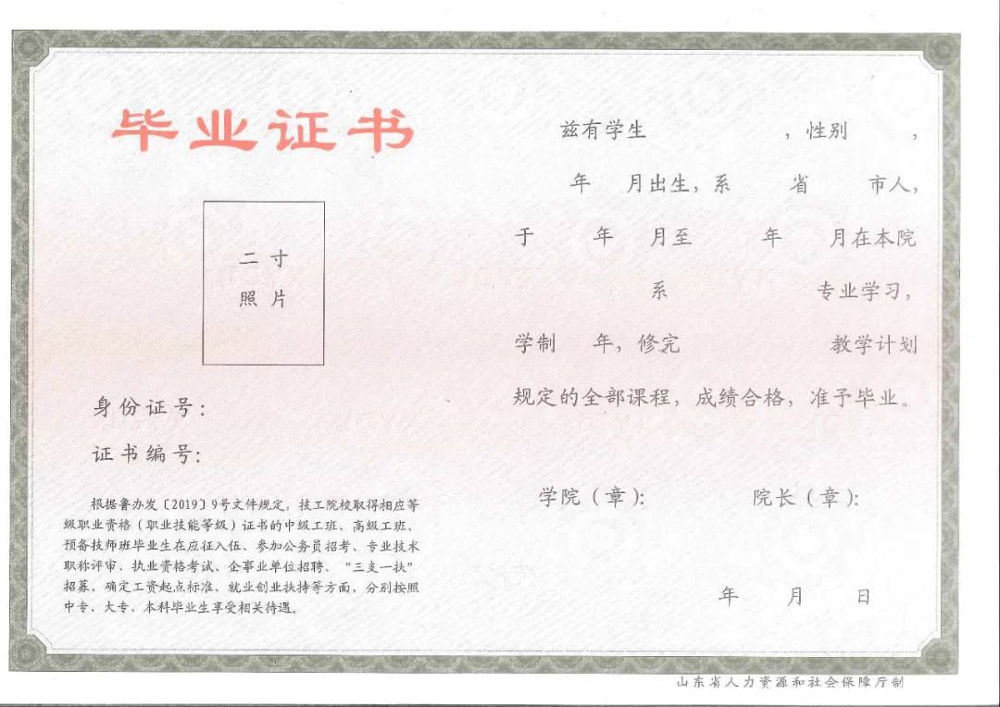 毕业证书
二寸
照片
身份证号：
证书编号：
根据鲁办发〔2019〕9号文件规定，技工院校取得相应等
级职业资格（职业技能等级）证书的中级工班、高级工班、
预备技师班毕业生在应征入伍、参加公务员招考、专业技术
职称评审、执业资格考试、企事业单位招聘、“三支一扶”
招募、确定工资起点标准、就业创业扶持等方面，分别按照
中专、大专、本科毕业生享受相关待遇。
兹有学生 ，性别 ，
年 月出生，系 省 市人，
于 年 月至 年 月在本院
系 专业学习，
学制 年，修完 教学计划
规定的全部课程，成绩合格，准予毕业。
学院（章）： 院长（章）：
年 月 日
山东省人力资源和社会保障厅制